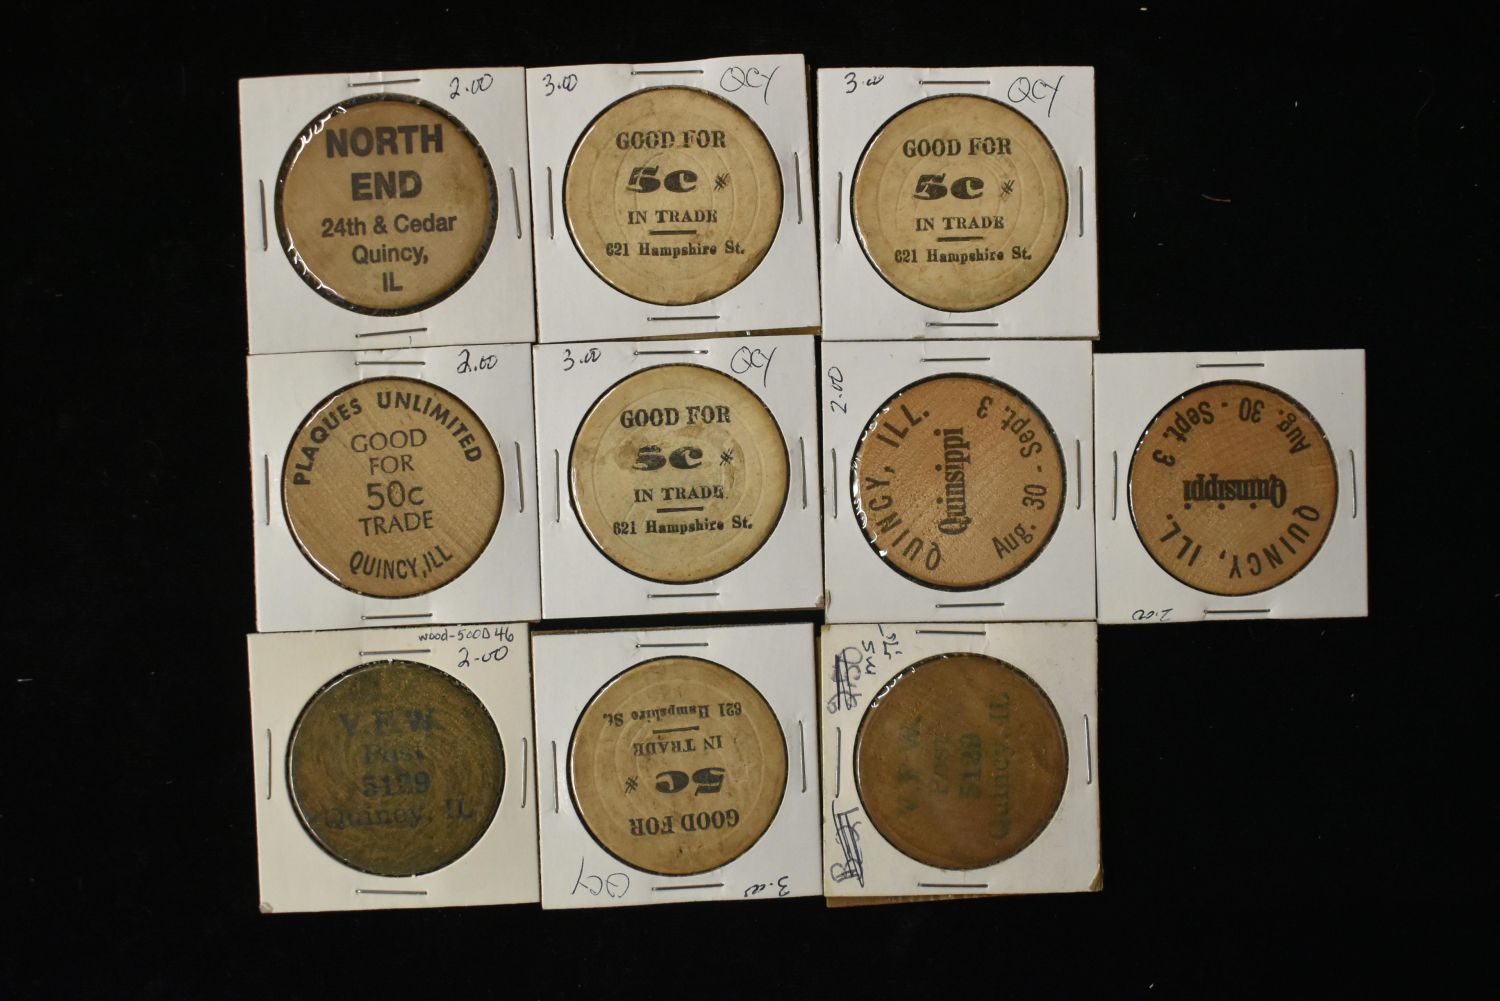 2.00
NORTH
END
24th & Cedar
Quincy,
IL
3.00 QCY
GOOD FOR
5c
IN TRADE
621 Hampshire St.
3.00 QCY
GOOD FOR
5c
IN TRADE
621 Hampshire St.
2.00
PLAQUES UNLIMITED
GOOD
FOR
50c
TRADE
QUINCY, ILL
3.00 QCY
GOOD FOR
5c
IN TRADE
621 Hampshire St.
2.00
QUINCY, ILL.
Quinsippi
Aug. 30 - Sept. 3
2.00
QUINCY, ILL.
Quinsippi
Aug. 30 - Sept. 3
wood-500D46
2.00
V.F.W.
Post
5129
Quincy, IL
3.00 QCY
GOOD FOR
5c
IN TRADE
621 Hampshire St.
V.F.W.
Post
5129
Quincy, IL